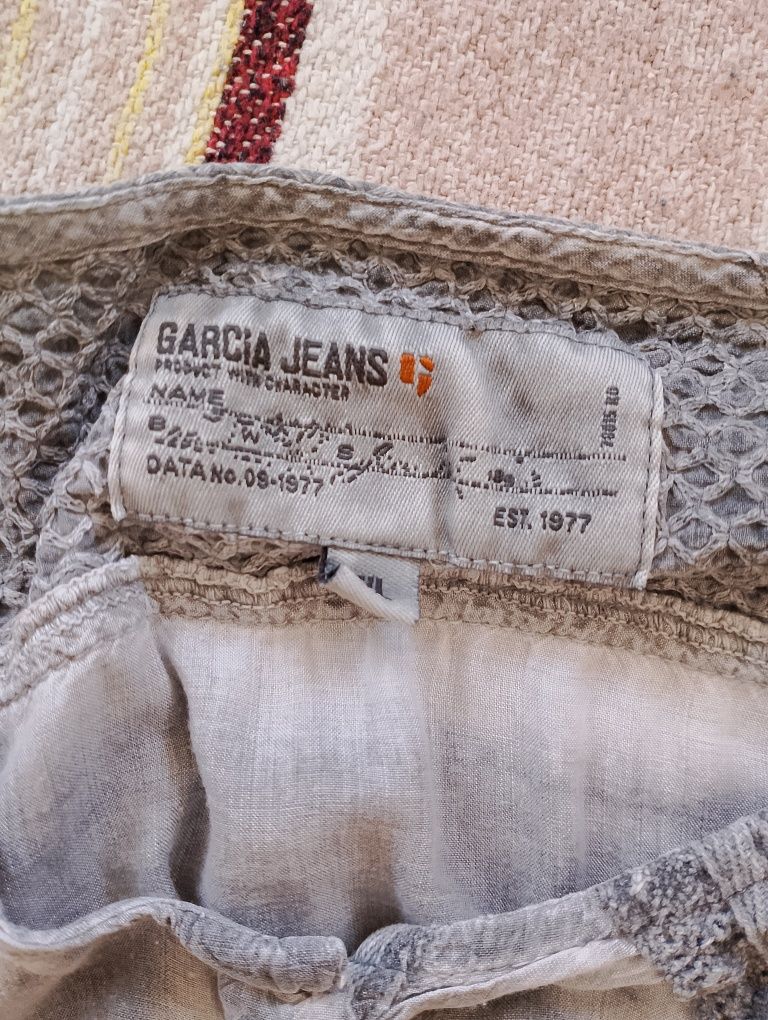 GARCIA JEANS
PRODUCT WITH CHARACTER
NAME
DATA No. 09-1977
EST. 1977